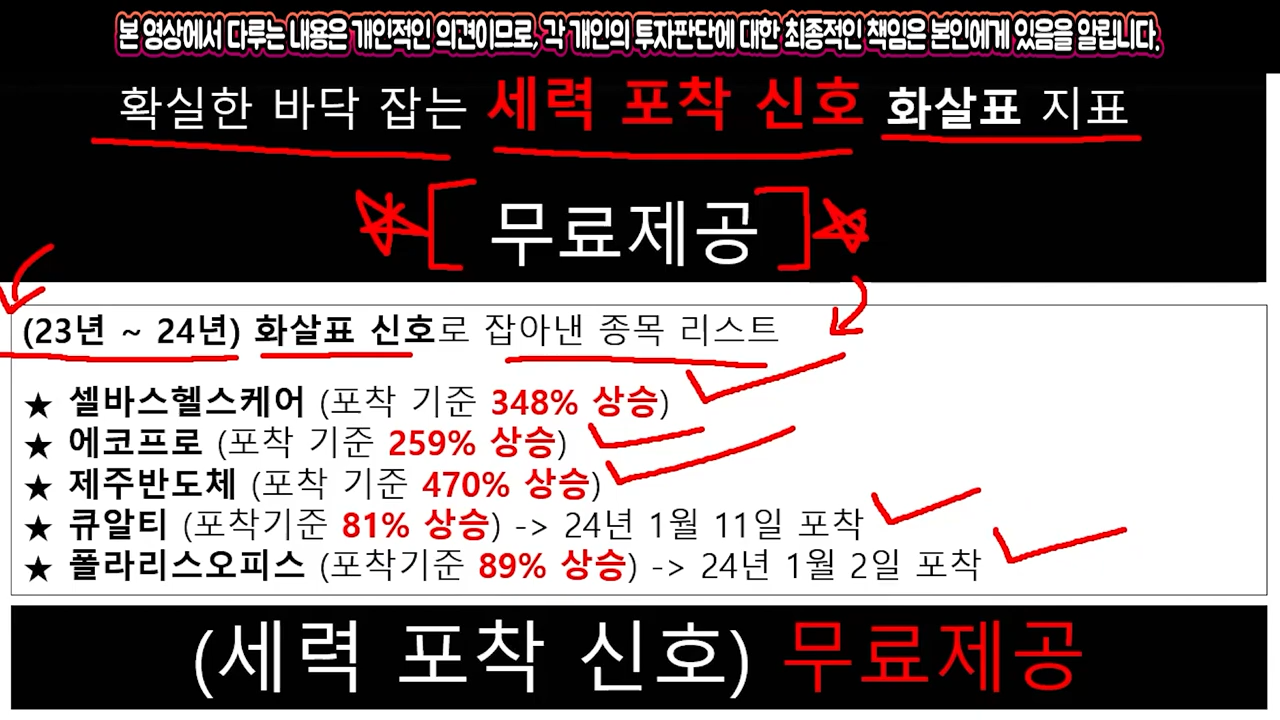 본 영상에서 다루는 내용은 개인적인 의견이므로, 각 개인의 투자판단에 대한 최종적인 책임은 본인에게 있음을 알립니다.
확실한 바닥 잡는 세력 포착 신호 화살표 지표
무료제공
(23년 ~ 24년) 화살표 신호로 잡아낸 종목 리스트
★ 셀바스헬스케어 (포착 기준 348% 상승)
★ 에코프로 (포착 기준 259% 상승)
★ 제주반도체 (포착 기준 470% 상승)
★ 큐알티 (포착기준 81% 상승) -> 24년 1월 11일 포착
★ 폴라리스오피스 (포착기준 89% 상승) -> 24년 1월 2일 포착
(세력 포착 신호) 무료제공